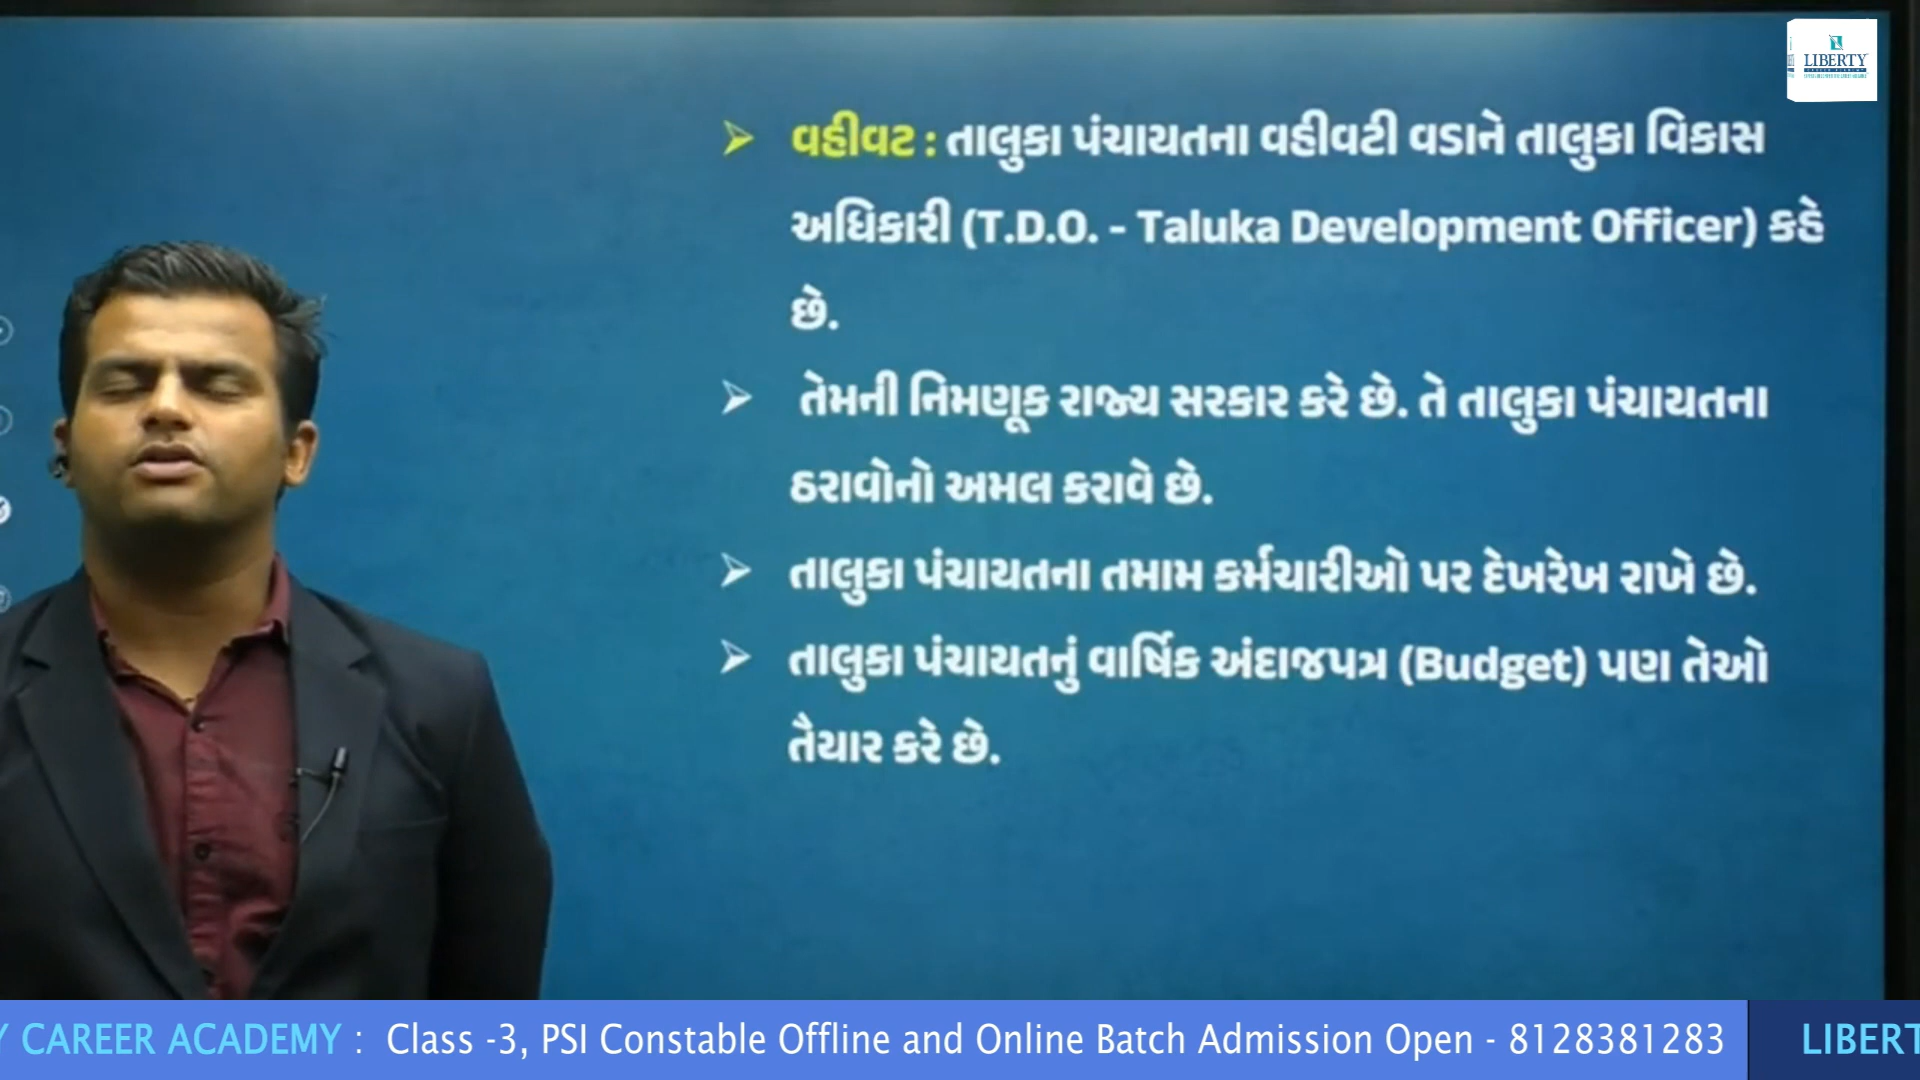 LIBERTY
વહીવટ : તાલુકા પંચાયતના વહીવટી વડાને તાલુકા વિકાસ
અધિકારી (T.D.O. - Taluka Development Officer) કહે
છે.
તેમની નિમણૂક રાજ્ય સરકાર કરે છે. તે તાલુકા પંચાયતના
ઠરાવોનો અમલ કરાવે છે.
તાલુકા પંચાયતના તમામ કર્મચારીઓ પર દેખરેખ રાખે છે.
તાલુકા પંચાયતનું વાર્ષિક અંદાજપત્ર (Budget) પણ તેઓ
તૈયાર કરે છે.
Y CAREER ACADEMY : Class -3, PSI Constable Offline and Online Batch Admission Open - 8128381283 LIBERT